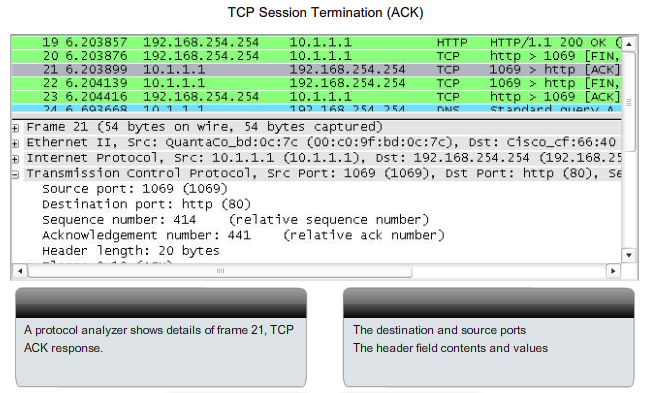 TCP Session Termination (ACK)
19 6.203857 192.168.254.254 10.1.1.1 HTTP HTTP/1.1 200 OK (
20 6.203876 192.168.254.254 10.1.1.1 TCP http > 1069 [FIN,
21 6.203899 10.1.1.1 192.168.254.254 TCP 1069 > http [ACK]
22 6.204139 10.1.1.1 192.168.254.254 TCP 1069 > http [FIN,
23 6.204416 192.168.254.254 10.1.1.1 TCP http > 1069 [ACK]
24 6.693668 10.1.1.1 192.168.254.254 DNS Standard query A
Frame 21 (54 bytes on wire, 54 bytes captured)
Ethernet II, Src: QuantaCo_bd:0c:7c (00:c0:9f:bd:0c:7c), Dst: Cisco_cf:66:40
Internet Protocol, Src: 10.1.1.1 (10.1.1.1), Dst: 192.168.254.254 (192.168.25
Transmission Control Protocol, Src Port: 1069 (1069), Dst Port: http (80), Se
Source port: 1069 (1069)
Destination port: http (80)
Sequence number: 414 (relative sequence number)
Acknowledgement number: 441 (relative ack number)
Header length: 20 bytes
A protocol analyzer shows details of frame 21, TCP
ACK response.
The destination and source ports
The header field contents and values